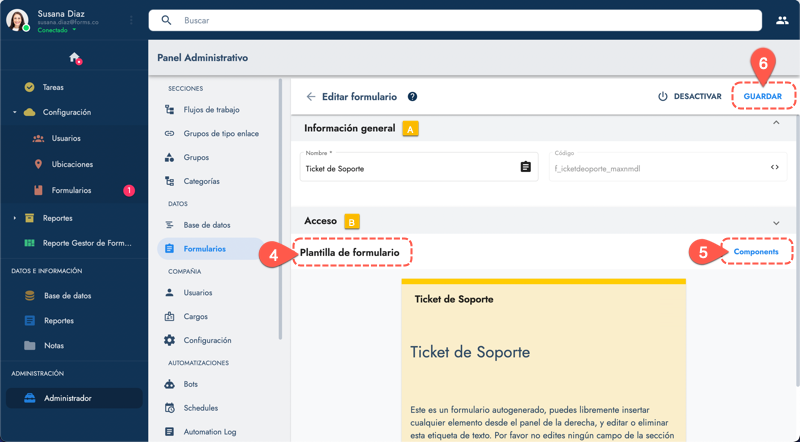 Susana Díaz
susana.diaz@forms.co
Conectado
Buscar
Tareas
Configuración
Usuarios
Ubicaciones
Formularios
1
Reportes
Reporte Gestor de Form...
DATOS E INFORMACIÓN
Base de datos
Reportes
Notas
ADMINISTRACIÓN
Administrador
Panel Administrativo
SECCIONES
Flujos de trabajo
Grupos de tipo enlace
Grupos
Categorías
DATOS
Base de datos
Formularios
COMPAÑIA
Usuarios
Cargos
Configuración
AUTOMATIZACIONES
Bots
Schedules
Automation Log
Editar formulario
?
DESACTIVAR
6
GUARDAR
Información general A
Nombre *
Ticket de Soporte
Código
f_icketdeoporte_maxnmdl
Acceso B
4
Plantilla de formulario
5
Components
Ticket de Soporte
Ticket de Soporte
Este es un formulario autogenerado, puedes libremente insertar
cualquier elemento desde el panel de la derecha, y editar o eliminar
esta etiqueta de texto. Por favor no edites ningún campo de la sección